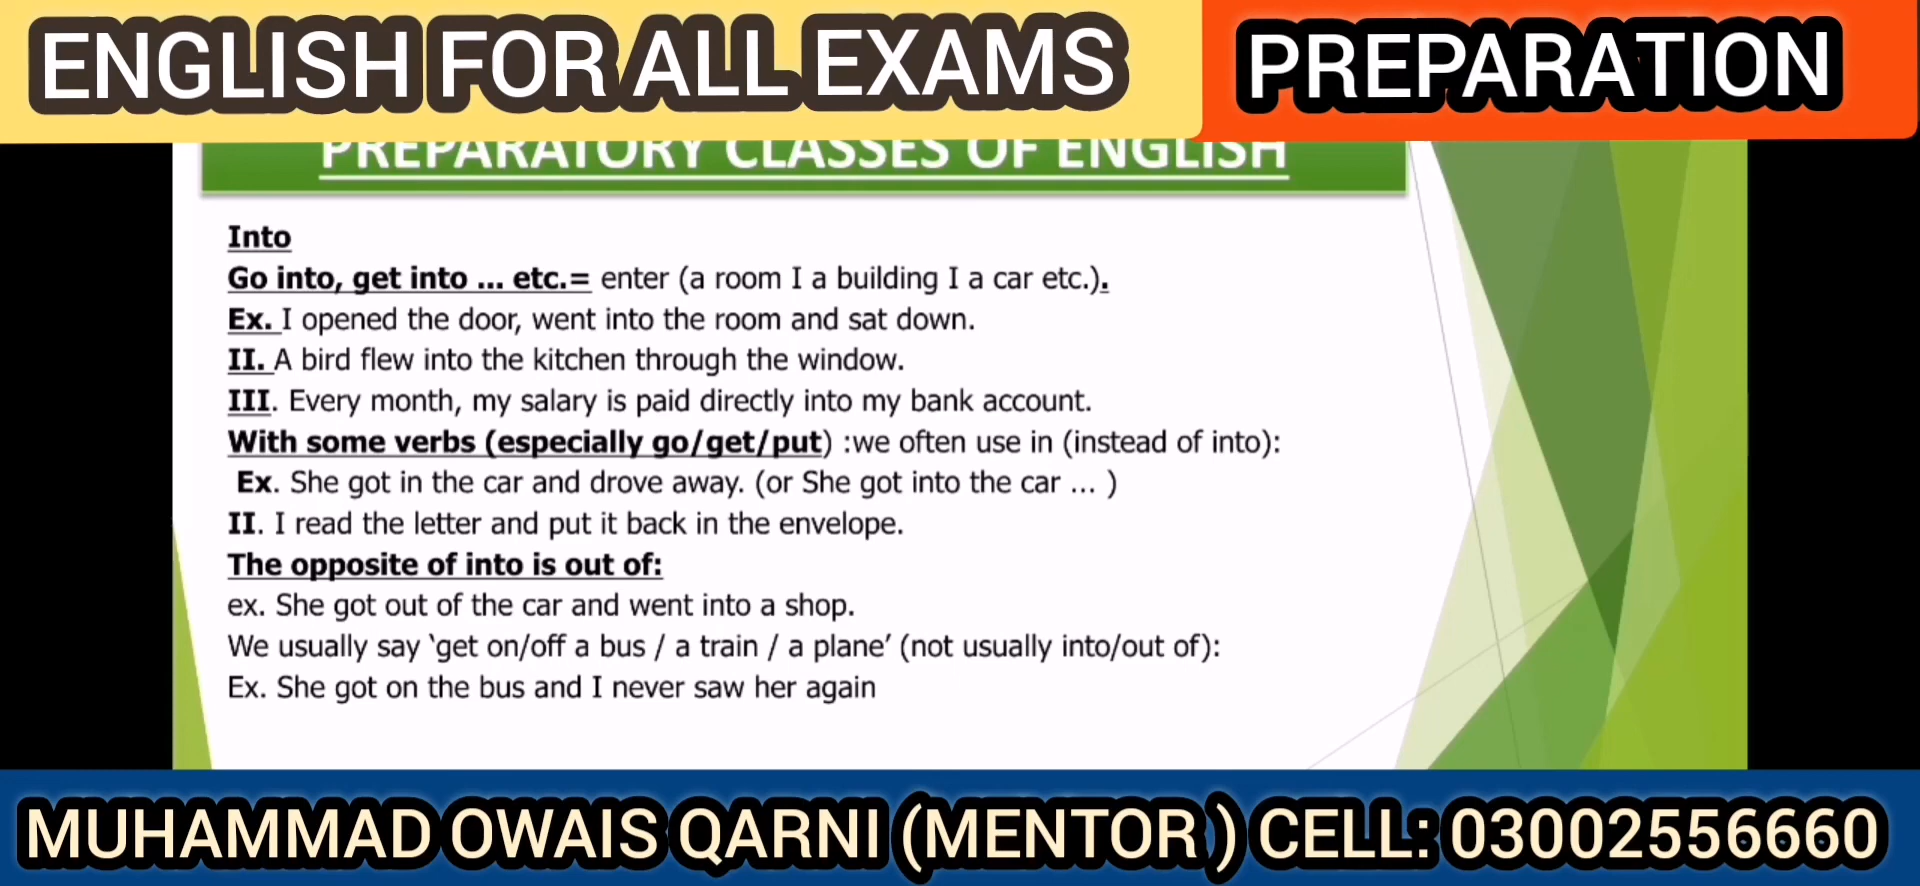 ENGLISH FOR ALL EXAMS
PREPARATION
PREPARATORY CLASSES OF ENGLISH
Into
Go into, get into ... etc.= enter (a room I a building I a car etc.).
Ex. I opened the door, went into the room and sat down.
II. A bird flew into the kitchen through the window.
III. Every month, my salary is paid directly into my bank account.
With some verbs (especially go/get/put) :we often use in (instead of into):
Ex. She got in the car and drove away. (or She got into the car ... )
II. I read the letter and put it back in the envelope.
The opposite of into is out of:
ex. She got out of the car and went into a shop.
We usually say ‘get on/off a bus / a train / a plane’ (not usually into/out of):
Ex. She got on the bus and I never saw her again
MUHAMMAD OWAIS QARNI (MENTOR ) CELL: 03002556660